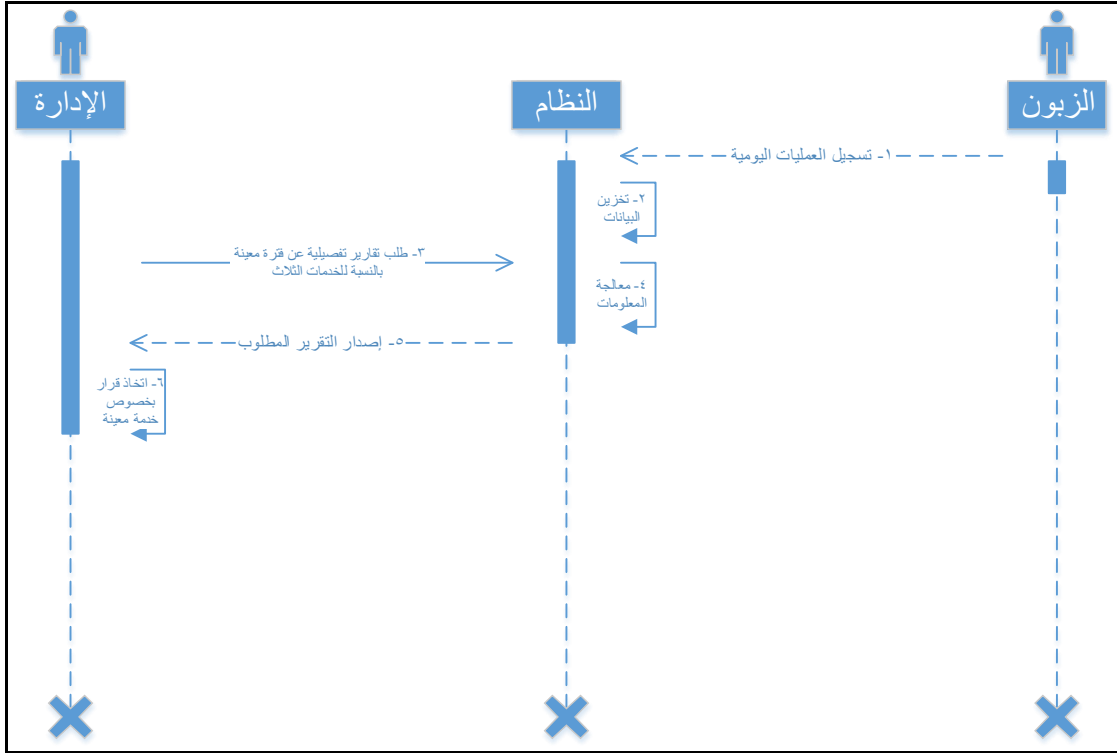 الزبون
النظام
الإدارة
١- تسجيل العمليات اليومية
٢- تخزين
البيانات
٣- طلب تقارير تفصيلية عن فترة معينة
بالنسبة للخدمات الثلاث
٤- معالجة
المعلومات
٥- إصدار التقرير المطلوب
٦- اتخاذ قرار
بخصوص
خدمة معينة